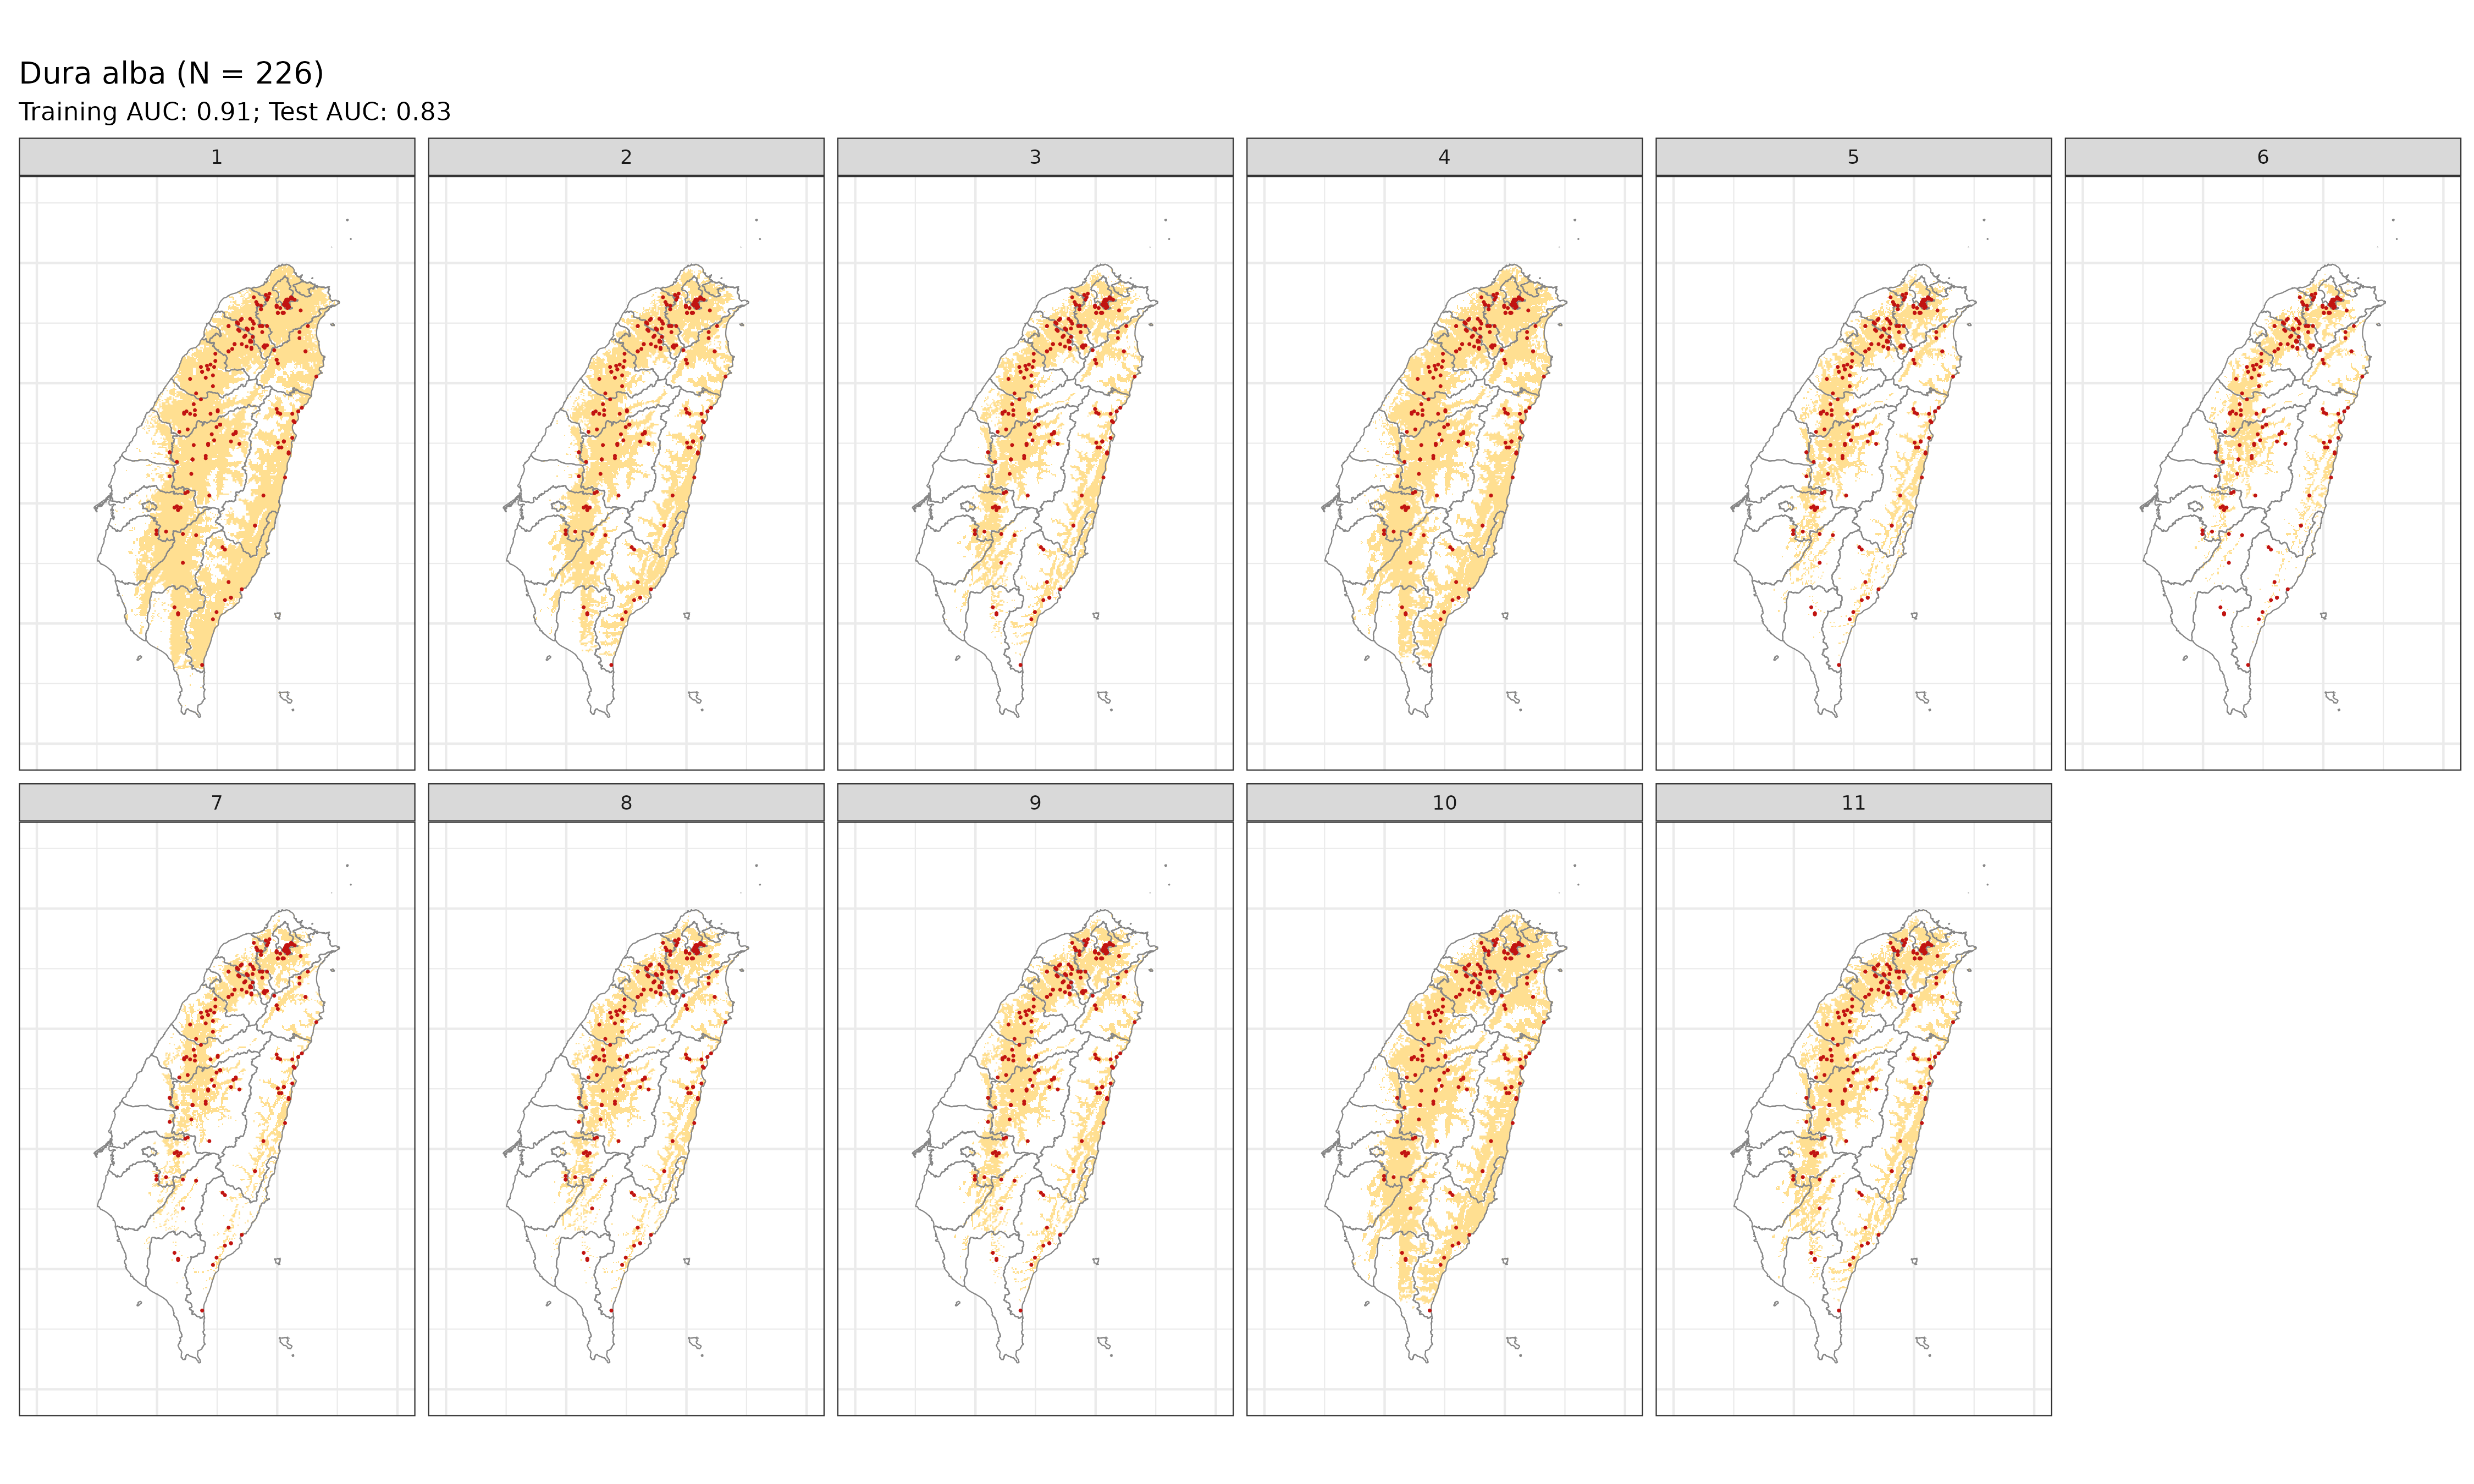 Dura alba (N = 226)
Training AUC: 0.91; Test AUC: 0.83
1 2 3 4 5 6
7 8 9 10 11